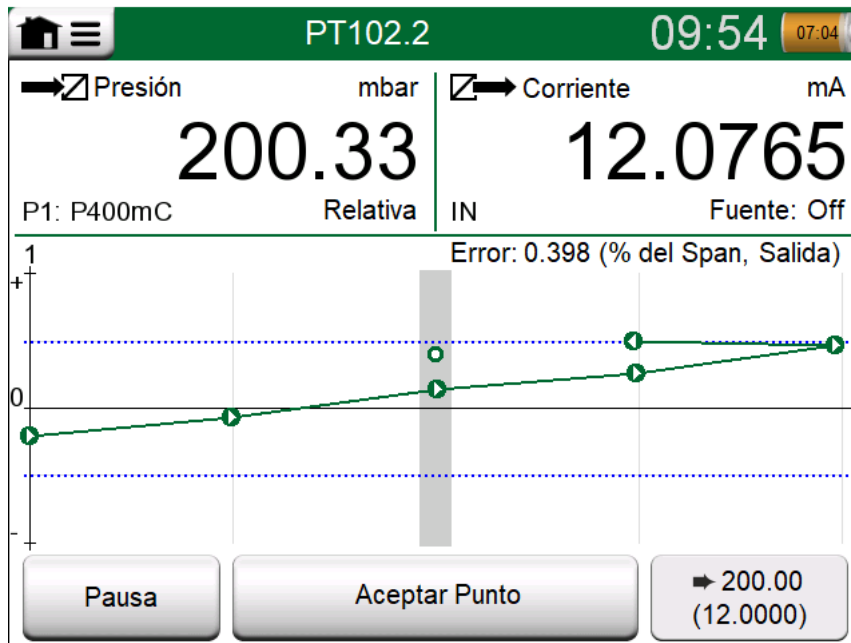 PT102.2 09:54 07:04
Presión mbar
200.33
P1: P400mC Relativa
Corriente mA
12.0765
IN Fuente: Off
Error: 0.398 (% del Span, Salida)
1
+
0
-
Pausa
Aceptar Punto
200.00
(12.0000)